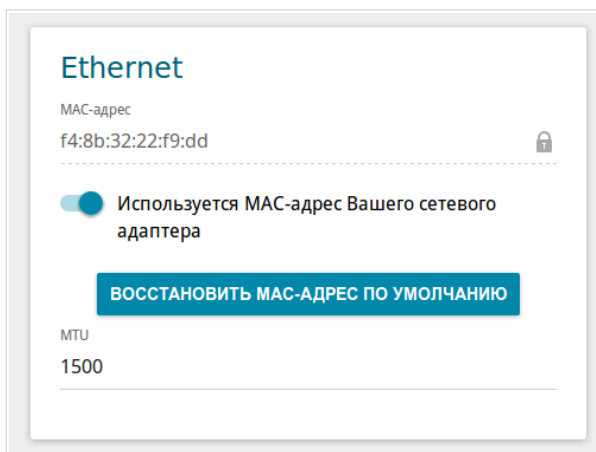 Ethernet
MAC-адрес
f4:8b:32:22:f9:dd
Используется MAC-адрес Вашего сетевого
адаптера
ВОССТАНОВИТЬ MAC-АДРЕС ПО УМОЛЧАНИЮ
MTU
1500